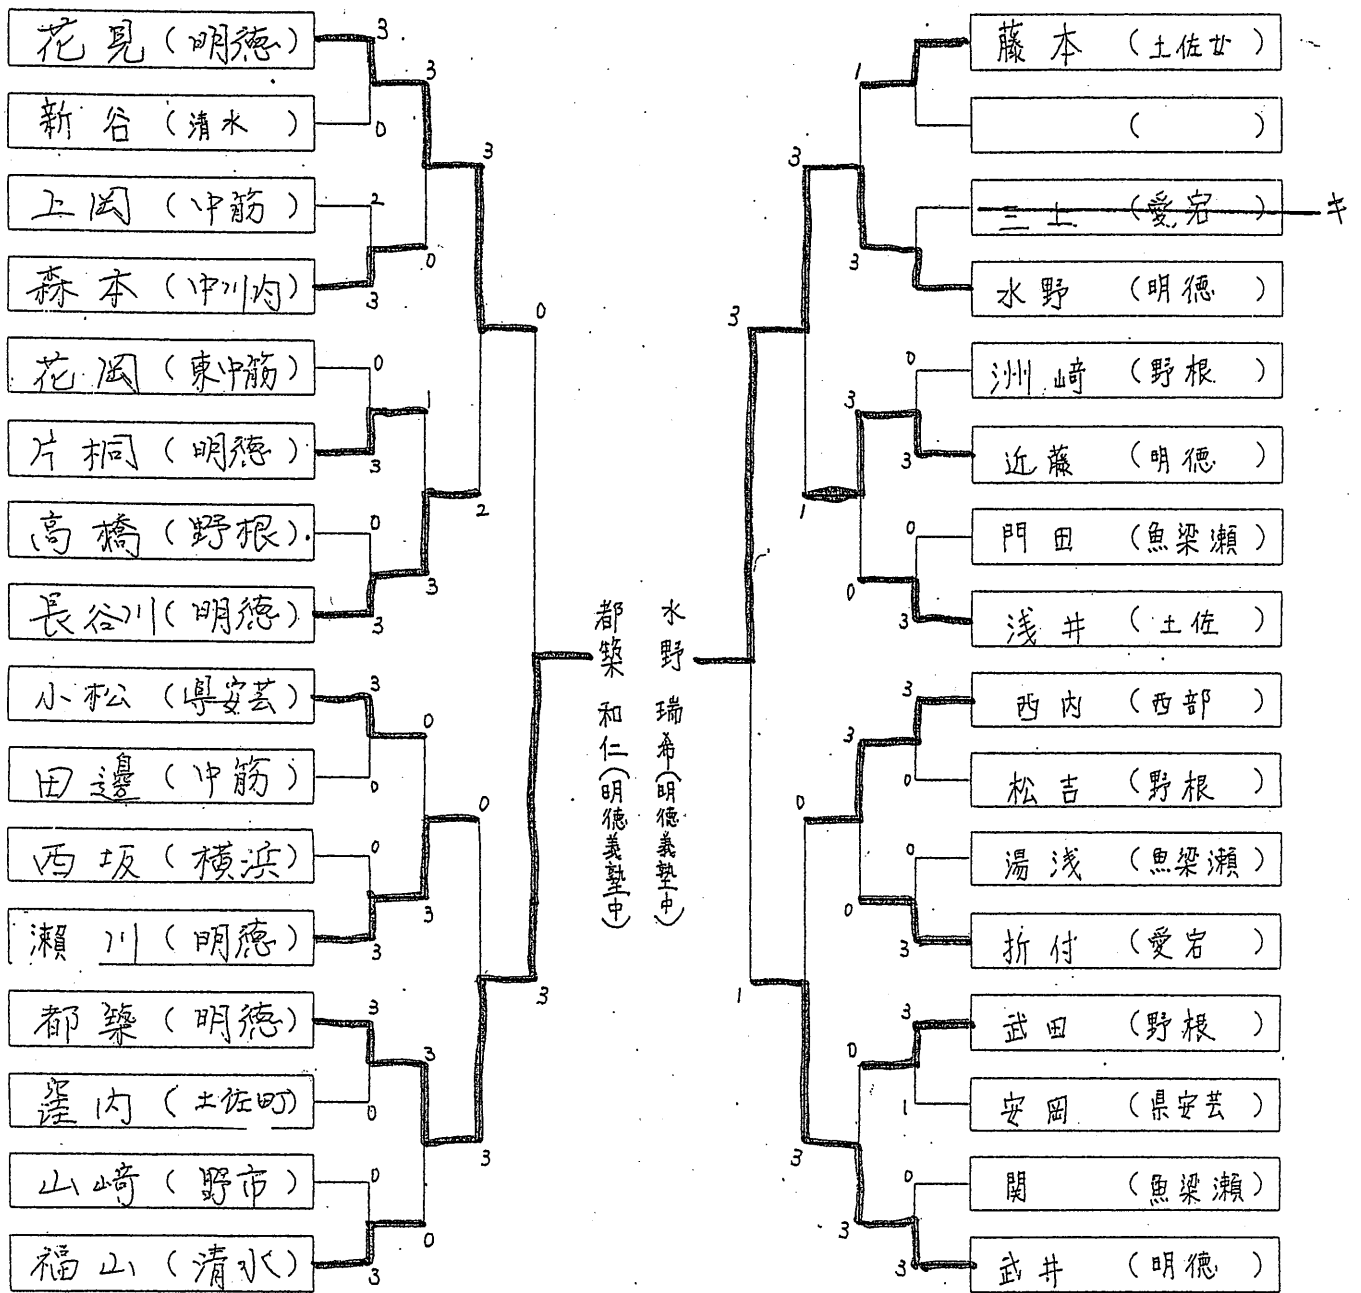 花見(明徳)
3
新谷(清水)
0
3
上岡(中筋)
2
森本(中川内)
3
0
3
花岡(東中筋)
0
片桐(明徳)
3
1
高橋(野根)
0
長谷川(明徳)
3
3
2
0
小松(県安芸)
3
田邊(中筋)
0
0
西坂(横浜)
0
瀬川(明徳)
3
3
0
都築(明徳)
3
窪内(土佐町)
0
3
山崎(野市)
0
福山(清水)
3
0
3
3
都築和仁(明徳義塾中)
水野瑞希(明徳義塾中)
藤本(土佐女)
( )
1
三上(愛宕)
キ
水野(明徳)
3
3
洲崎(野根)
0
近藤(明徳)
3
3
門田(魚梁瀬)
0
浅井(土佐)
3
0
1
3
西内(西部)
3
松吉(野根)
0
3
湯浅(魚梁瀬)
0
折付(愛宕)
3
0
0
武田(野根)
3
安岡(県安芸)
1
0
関(魚梁瀬)
0
武井(明徳)
3
3
3
1